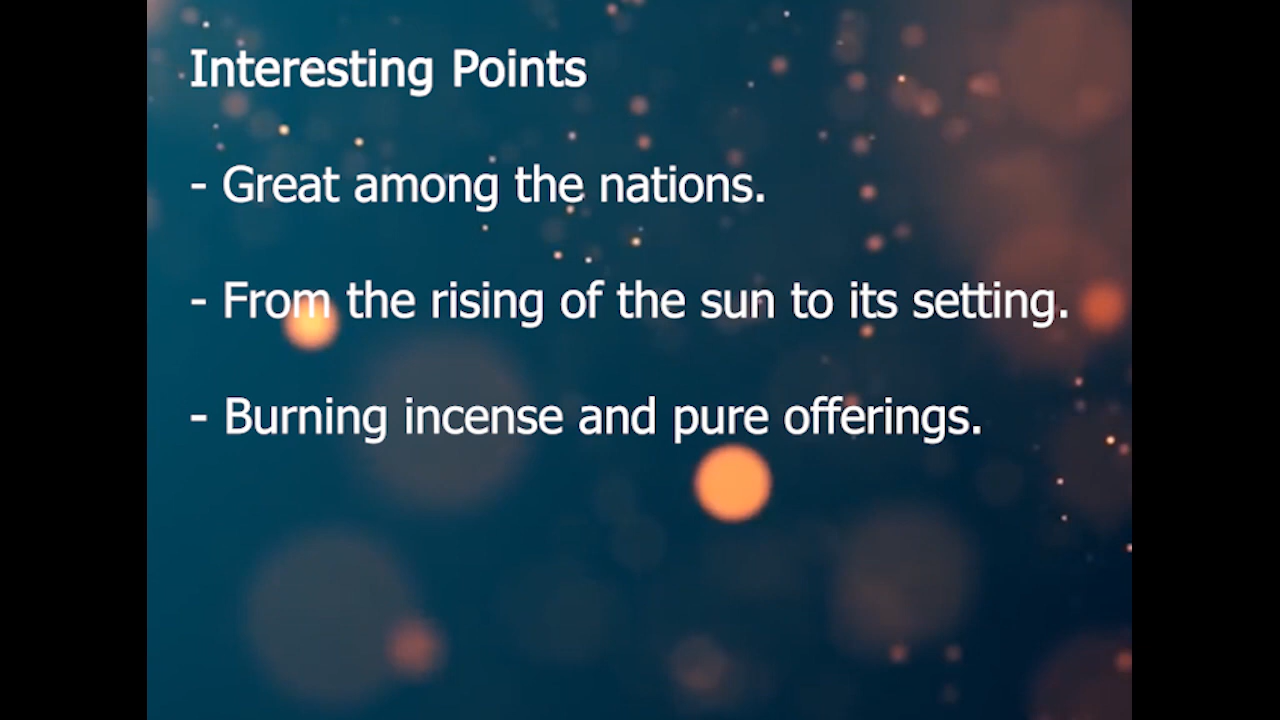 Interesting Points
- Great among the nations.
- From the rising of the sun to its setting.
- Burning incense and pure offerings.